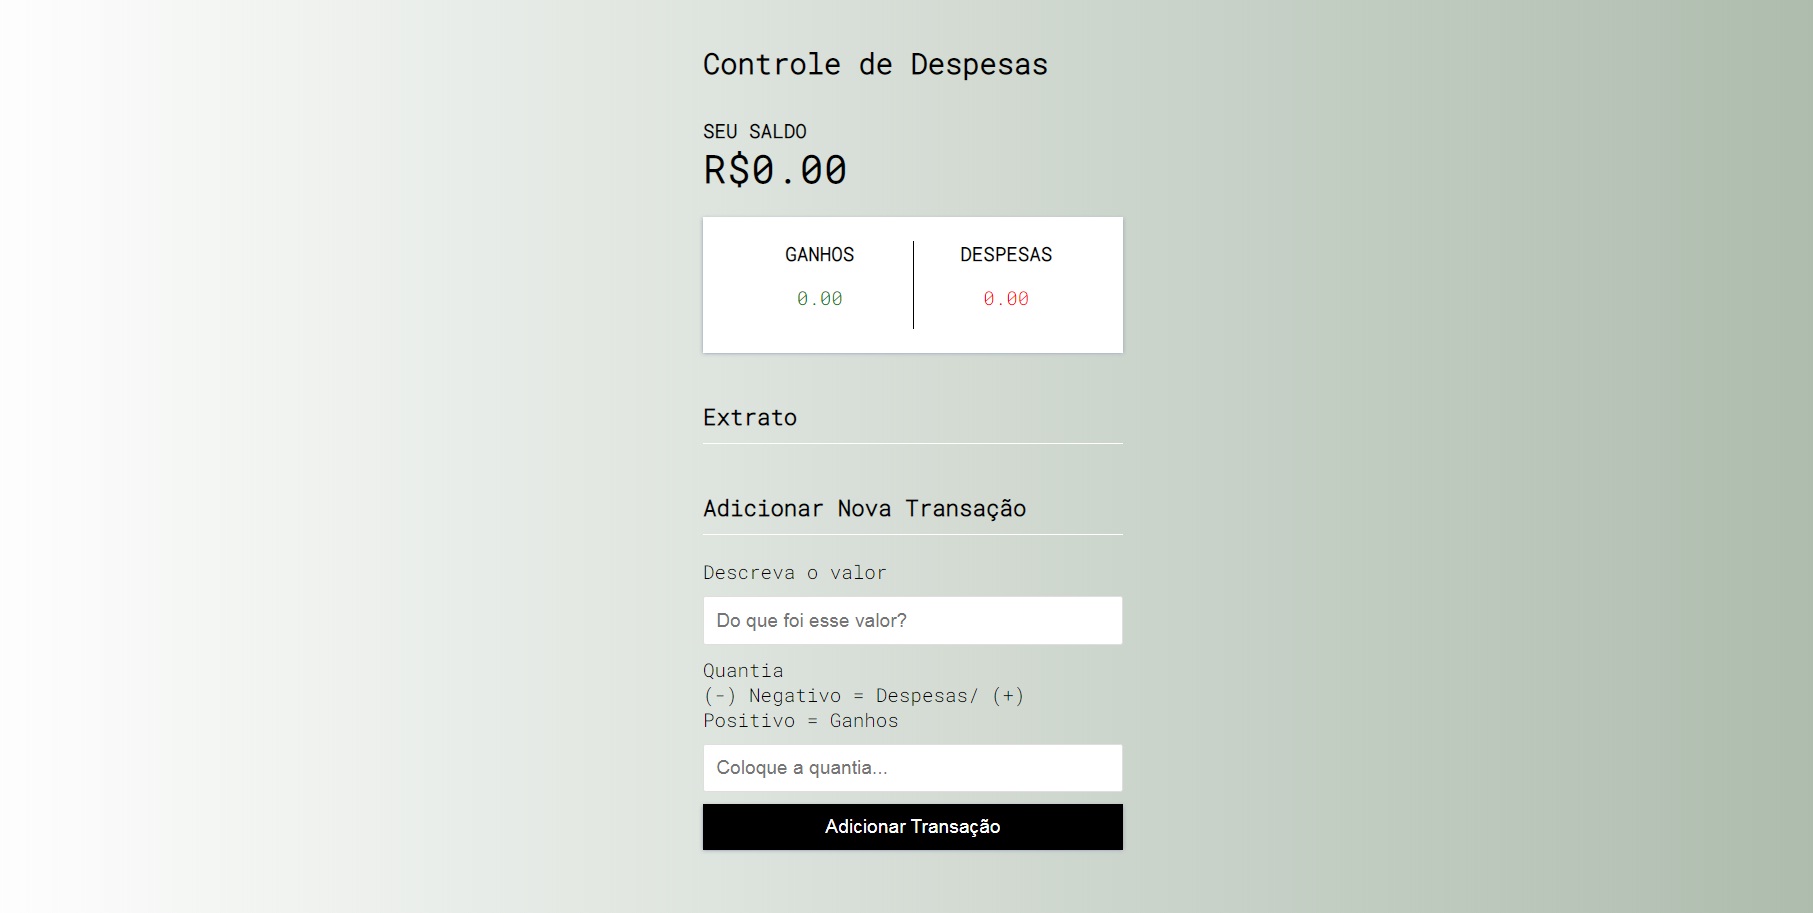 Controle de Despesas
SEU SALDO
R$0.00
GANHOS
DESPESAS
0.00
0.00
Extrato
Adicionar Nova Transação
Descreva o valor
Do que foi esse valor?
Quantia
(-) Negativo = Despesas/ (+)
Positivo = Ganhos
Coloque a quantia...
Adicionar Transação